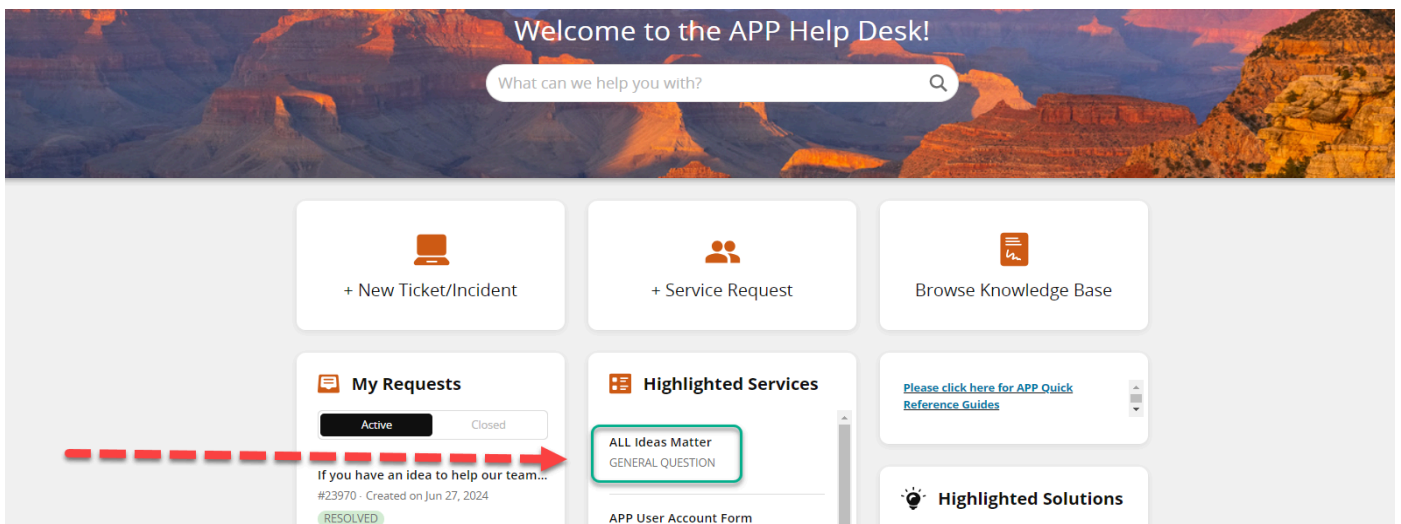 Welcome to the APP Help Desk!
What can we help you with?
+ New Ticket/Incident
+ Service Request
Browse Knowledge Base
My Requests
Active
Closed
If you have an idea to help our team...
#23970 · Created on Jun 27, 2024
RESOLVED
Highlighted Services
ALL Ideas Matter
GENERAL QUESTION
APP User Account Form
Please click here for APP Quick
Reference Guides
Highlighted Solutions